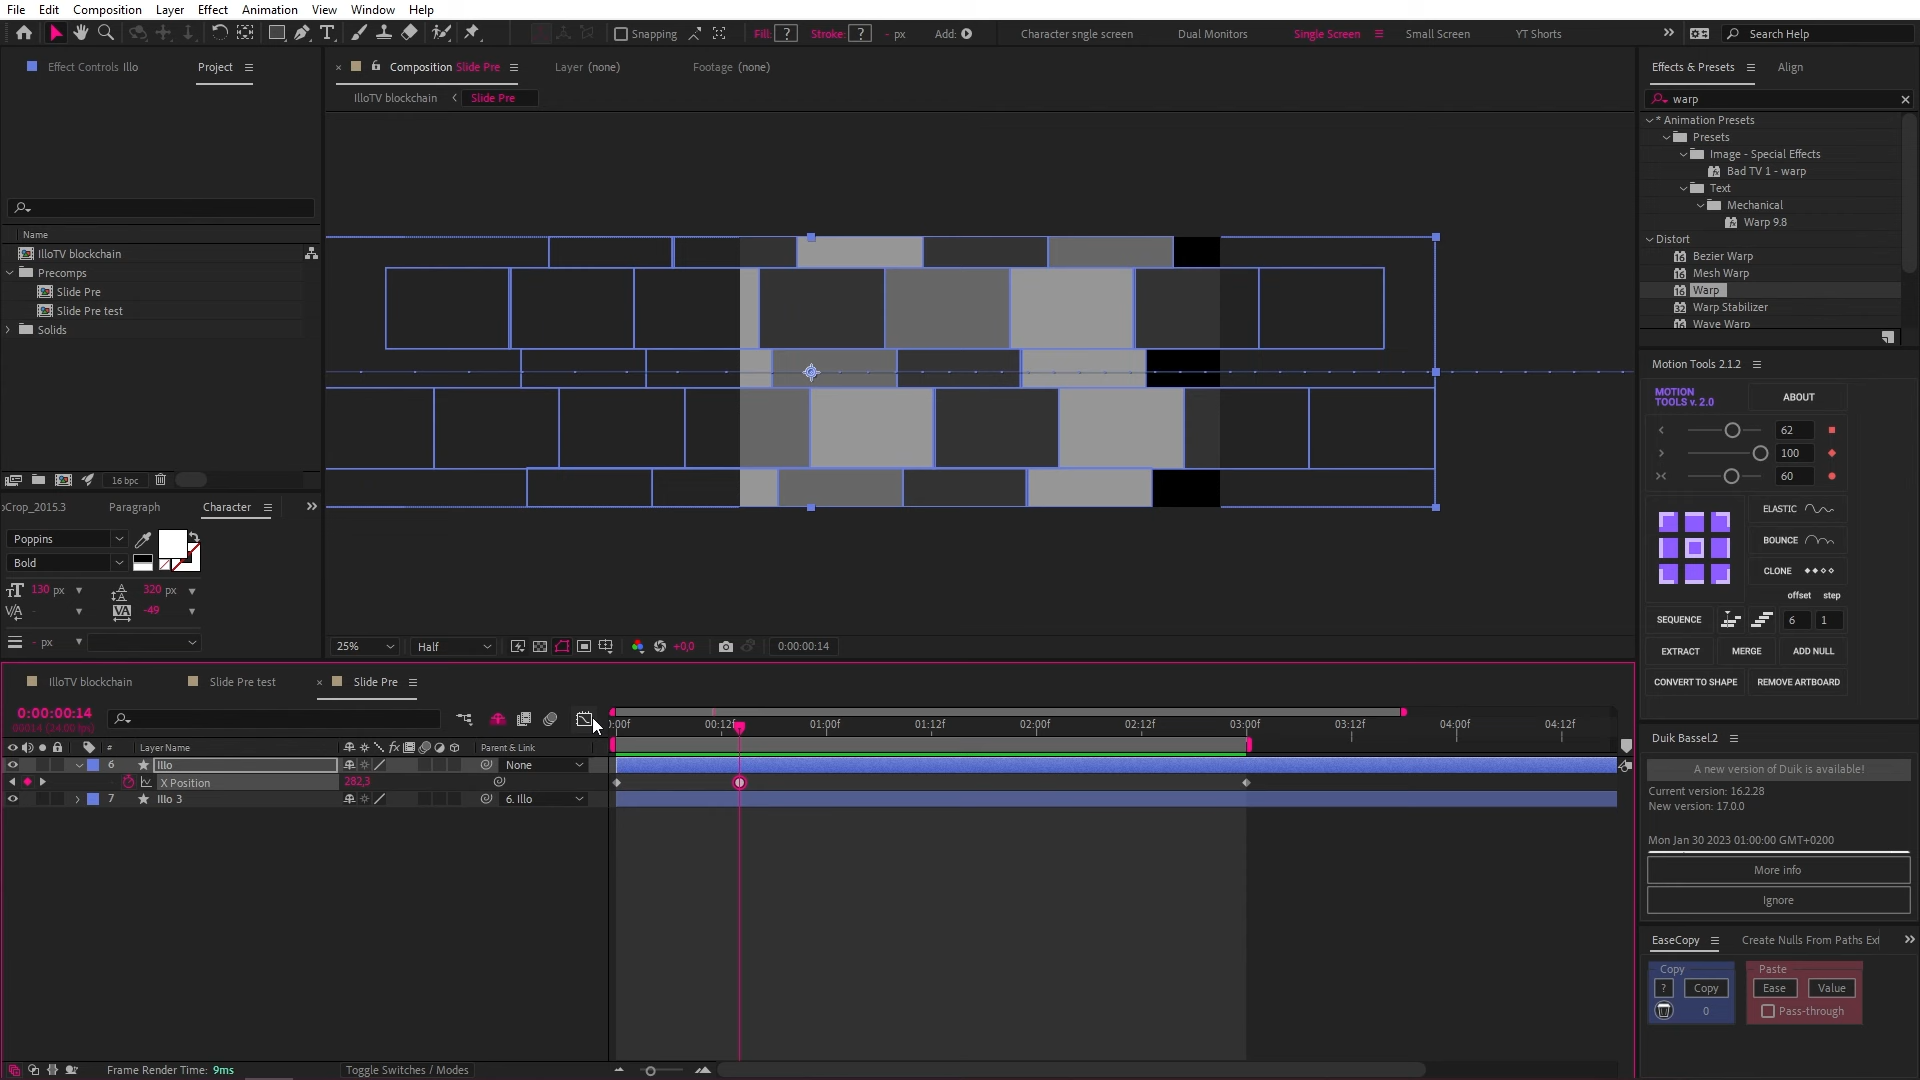 File Edit Composition Layer Effect Animation View Window Help
Snapping
Fill: ? Stroke: ? - px Add:
Character sngle screen Dual Monitors Single Screen Small Screen YT Shorts
Search Help
Effect Controls Illo Project
Composition Slide Pre Layer (none) Footage (none)
IlloTV blockchain Slide Pre
Name
IlloTV blockchain
Precomps
Slide Pre
Slide Pre test
Solids
16 bpc
oCrop_2015.3 Paragraph Character
Poppins
Bold
130 px 320 px
- -49
- px
25% Half +0,0 0:00:00:14
Effects & Presets Align
warp
* Animation Presets
Presets
Image - Special Effects
Bad TV 1 - warp
Text
Mechanical
Warp 9.8
Distort
Bezier Warp
Mesh Warp
Warp
Warp Stabilizer
Wave Warp
Motion Tools 2.1.2
MOTION
TOOLS v. 2.0
ABOUT
62
100
60
ELASTIC
BOUNCE
CLONE
offset step
SEQUENCE 6 1
EXTRACT MERGE ADD NULL
CONVERT TO SHAPE REMOVE ARTBOARD
Duik Bassel.2
A new version of Duik is available!
Current version: 16.2.28
New version: 17.0.0
Mon Jan 30 2023 01:00:00 GMT+0200
More info
Ignore
EaseCopy Create Nulls From Paths Ext
Copy Paste
? Copy Ease Value
0 Pass-through
IlloTV blockchain Slide Pre test Slide Pre
0:00:00:14
00014 (24.00 fps)
:00f 00:12f 01:00f 01:12f 02:00f 02:12f 03:00f 03:12f 04:00f 04:12f
# Layer Name fx Parent & Link
6 Illo None
X Position 282,3
7 Illo 3 6. Illo
Frame Render Time: 9ms Toggle Switches / Modes